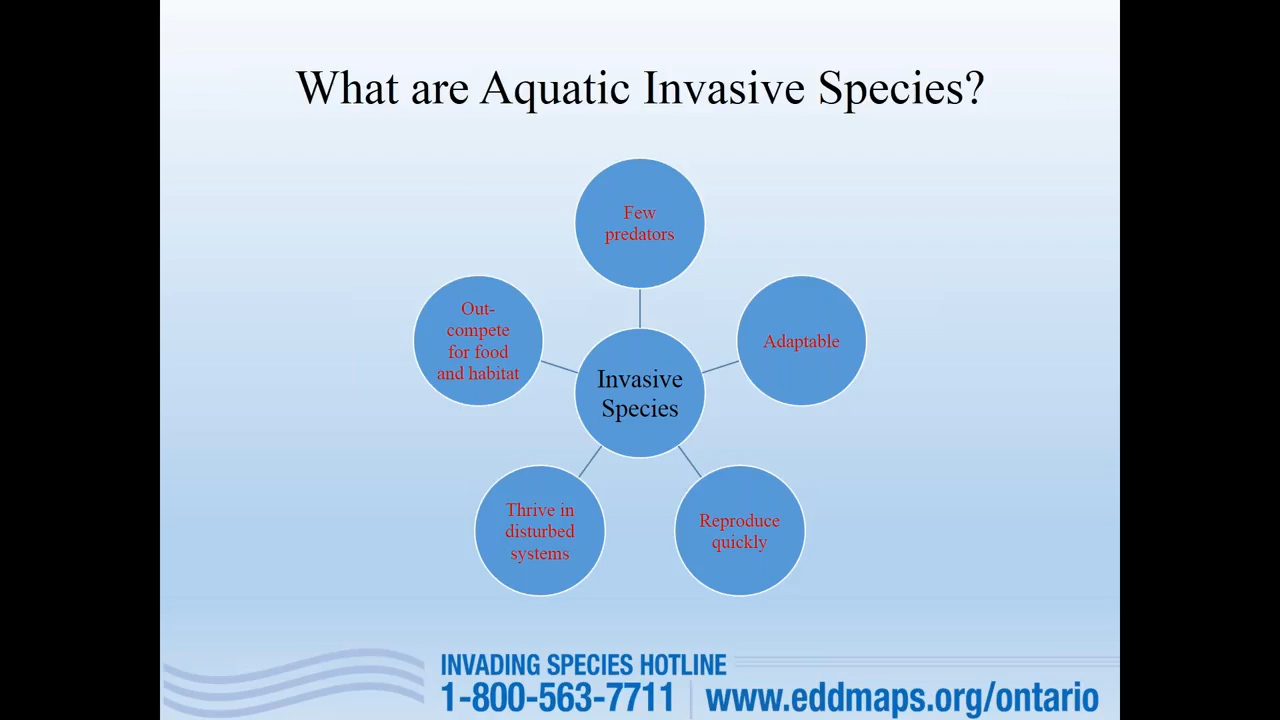 What are Aquatic Invasive Species?
Few
predators
Out-
compete
for food
and habitat
Adaptable
Invasive
Species
Thrive in
disturbed
systems
Reproduce
quickly
INVADING SPECIES HOTLINE
1-800-563-7711
www.eddmaps.org/ontario